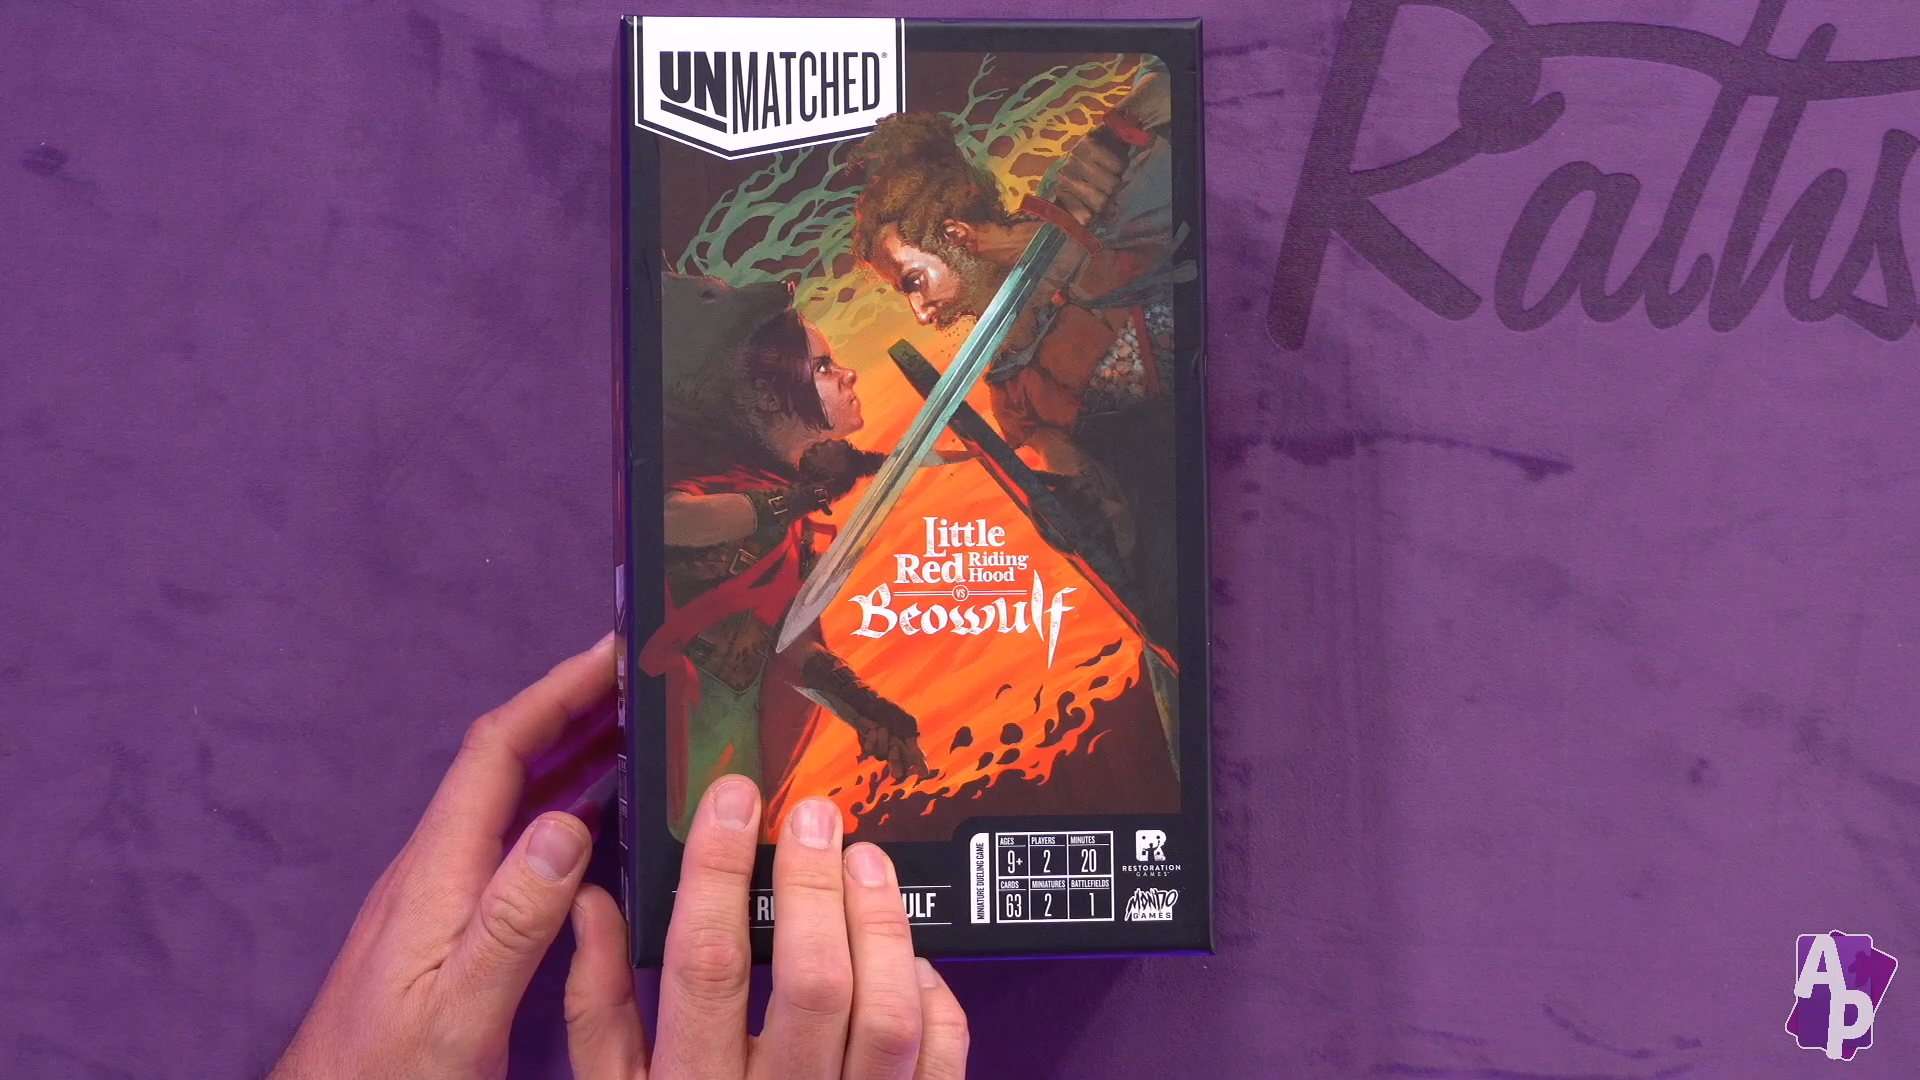 UNMATCHED®
Raths
Little
Red Riding
Hood
VS
Beowulf
MINIATURE DUELING GAME
AGES PLAYERS MINUTES
9+ 2 20
CARDS MINIATURES BATTLEFIELDS
63 2 1
RESTORATION
GAMES
MONDO
GAMES
AP